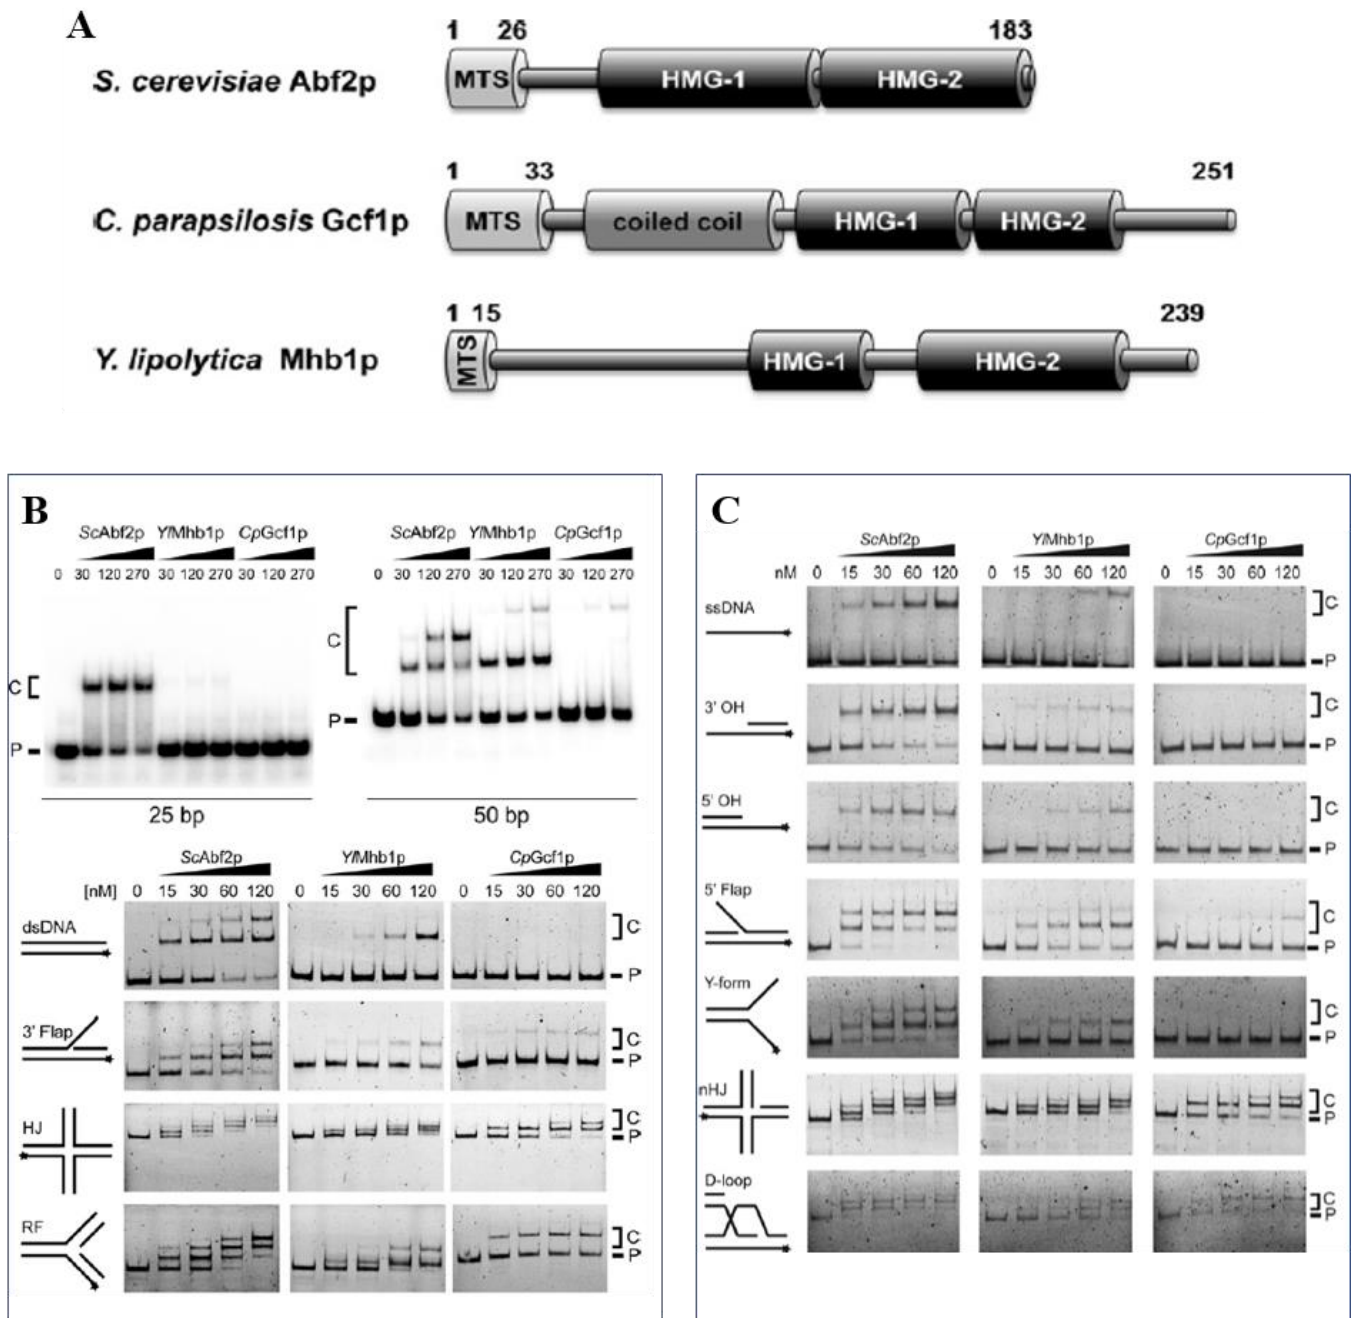 A
1 26 183
S. cerevisiae Abf2p MTS HMG-1 HMG-2
1 33 251
C. parapsilosis Gcf1p MTS coiled coil HMG-1 HMG-2
1 15 239
Y. lipolytica Mhb1p MTS HMG-1 HMG-2
B
ScAbf2p YlMhb1p CpGcf1p
0 30 120 270 30 120 270 30 120 270
C
P
25 bp
ScAbf2p YlMhb1p CpGcf1p
0 30 120 270 30 120 270 30 120 270
C
P
50 bp
ScAbf2p YlMhb1p CpGcf1p
[nM] 0 15 30 60 120 0 15 30 60 120 0 15 30 60 120
dsDNA C
P
3' Flap C
P
HJ C
P
RF C
P
C
ScAbf2p YlMhb1p CpGcf1p
nM 0 15 30 60 120 0 15 30 60 120 0 15 30 60 120
ssDNA C
P
3' OH C
P
5' OH C
P
5' Flap C
P
Y-form C
P
nHJ C
P
D-loop C
P